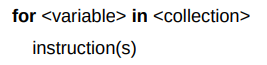 for <variable> in <collection>
instruction(s)